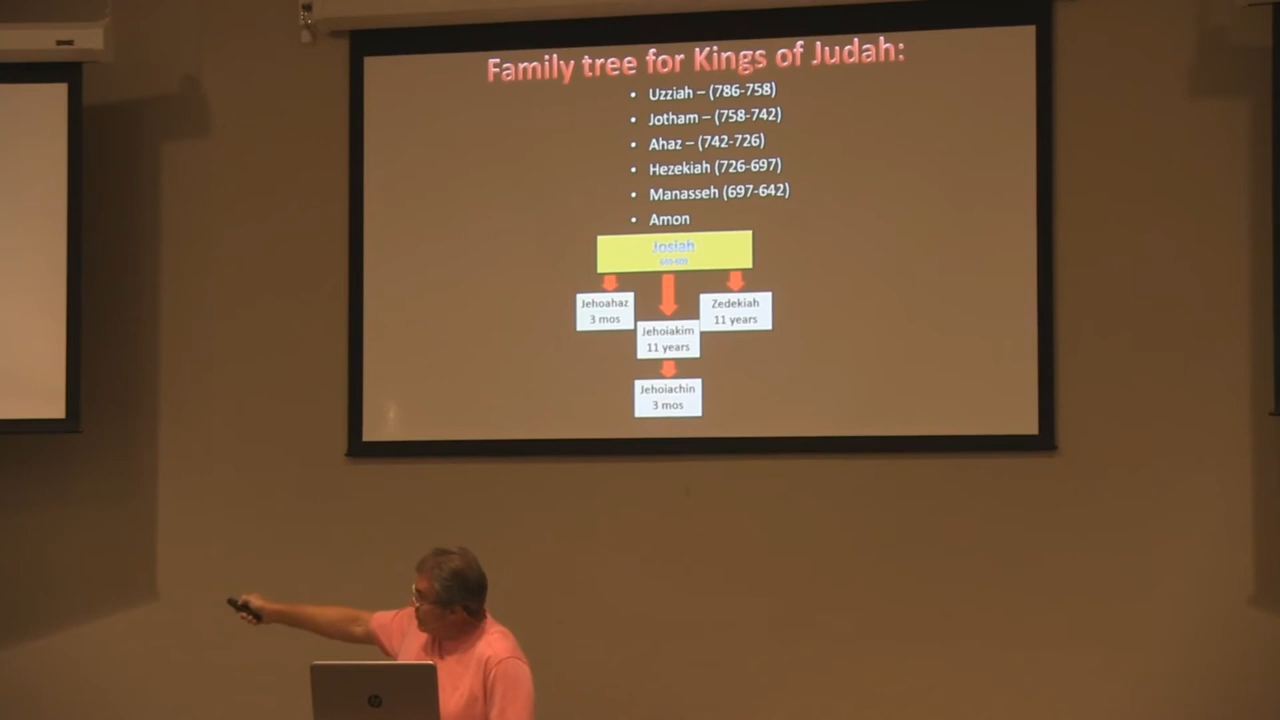 Family tree for Kings of Judah:
• Uzziah – (786-758)
• Jotham – (758-742)
• Ahaz – (742-726)
• Hezekiah (726-697)
• Manasseh (697-642)
• Amon
Josiah
Jehoahaz
3 mos
Zedekiah
11 years
Jehoiakim
11 years
Jehoiachin
3 mos
hp